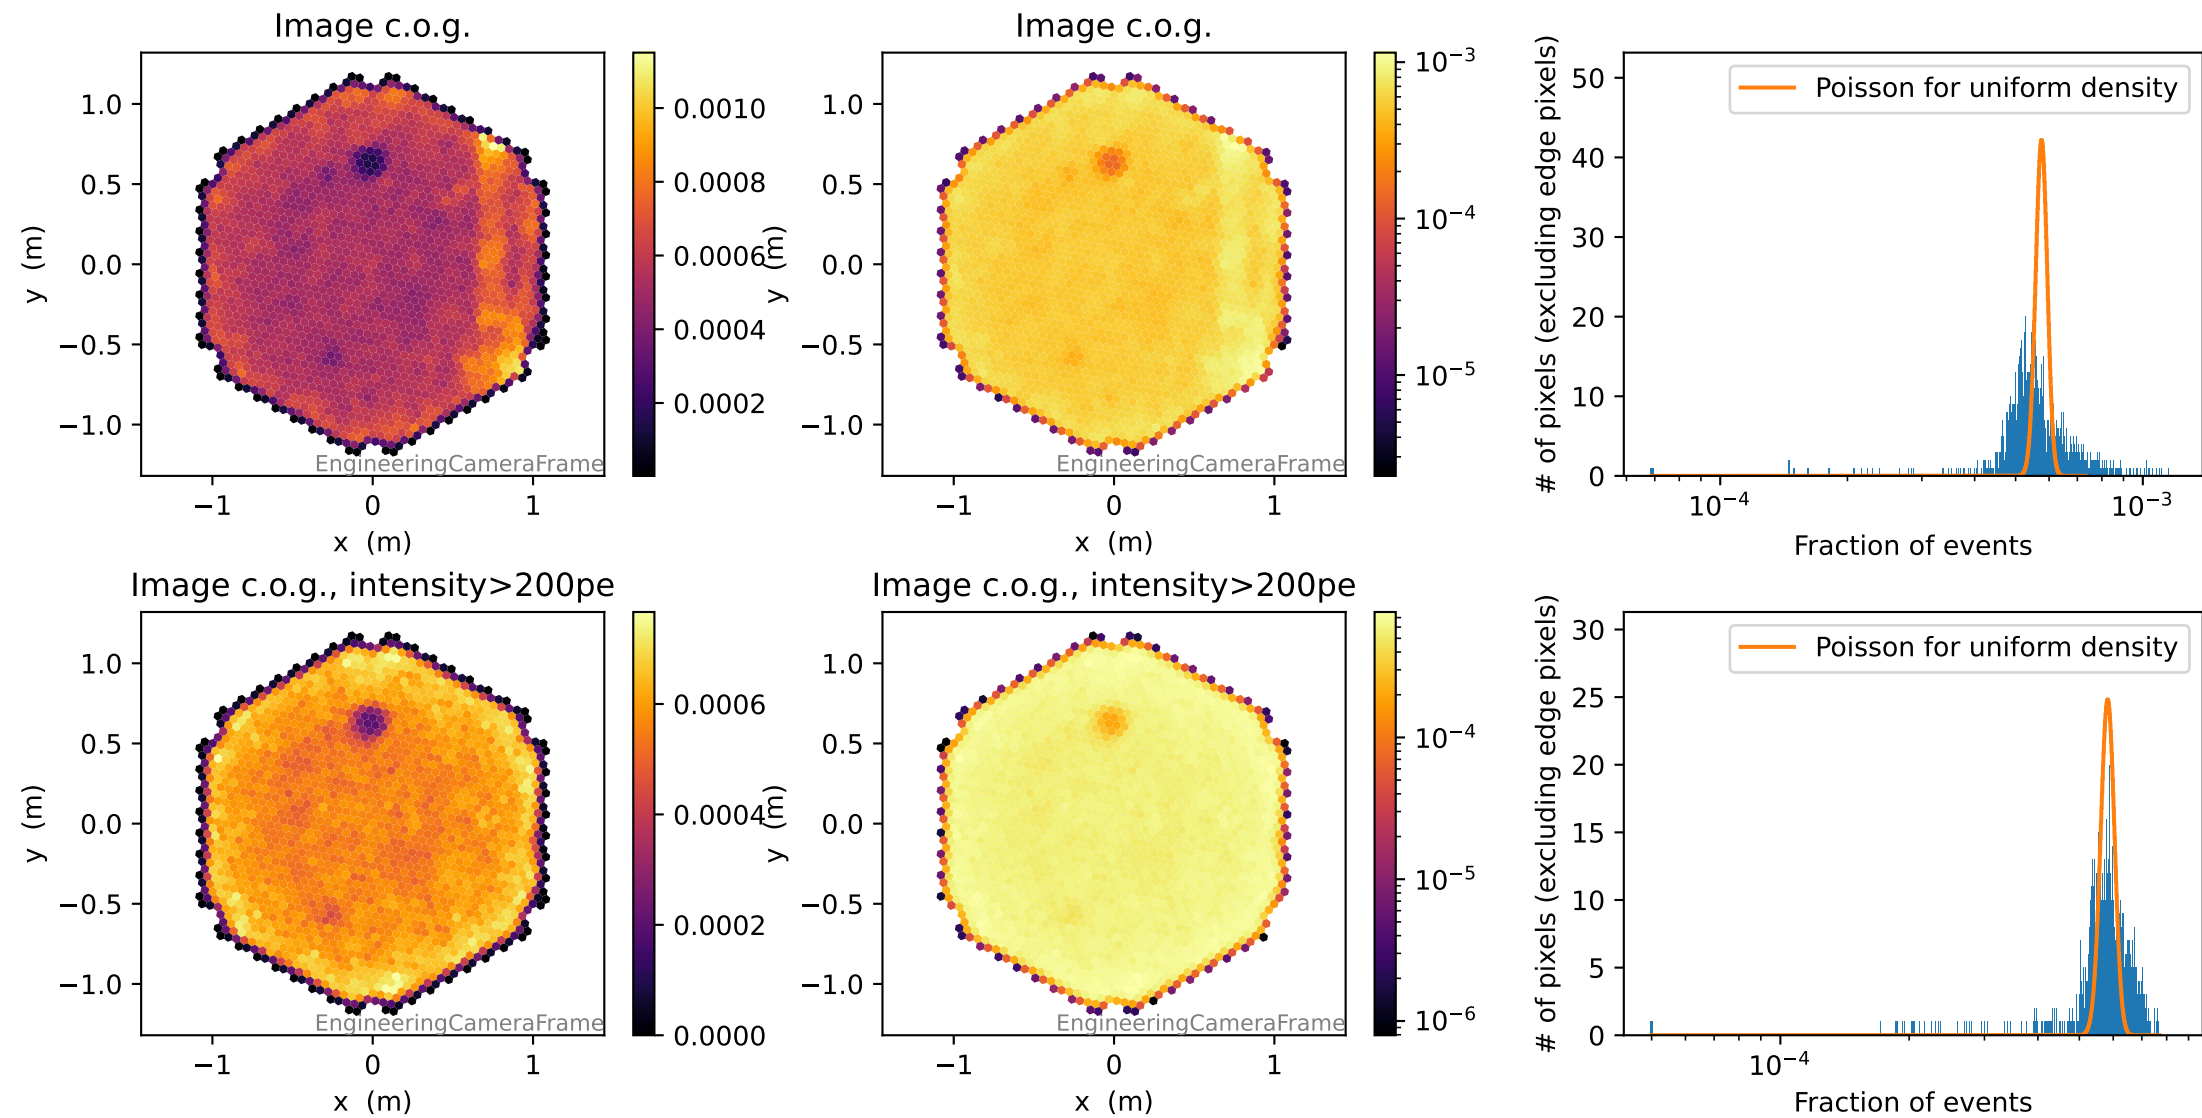 Image c.o.g.
1.0
0.5
0.0
−0.5
−1.0
y (m)
−1
0
1
x (m)
EngineeringCameraFrame
0.0010
0.0008
0.0006
0.0004
0.0002
Image c.o.g.
1.0
0.5
0.0
−0.5
−1.0
y (m)
−1
0
1
x (m)
EngineeringCameraFrame
10⁻³
10⁻⁴
10⁻⁵
Poisson for uniform density
50
40
30
20
10
0
# of pixels (excluding edge pixels)
10⁻⁴
10⁻³
Fraction of events
Image c.o.g., intensity>200pe
1.0
0.5
0.0
−0.5
−1.0
y (m)
−1
0
1
x (m)
EngineeringCameraFrame
0.0006
0.0004
0.0002
0.0000
Image c.o.g., intensity>200pe
1.0
0.5
0.0
−0.5
−1.0
y (m)
−1
0
1
x (m)
EngineeringCameraFrame
10⁻⁴
10⁻⁵
10⁻⁶
Poisson for uniform density
30
25
20
15
10
5
0
# of pixels (excluding edge pixels)
10⁻⁴
Fraction of events